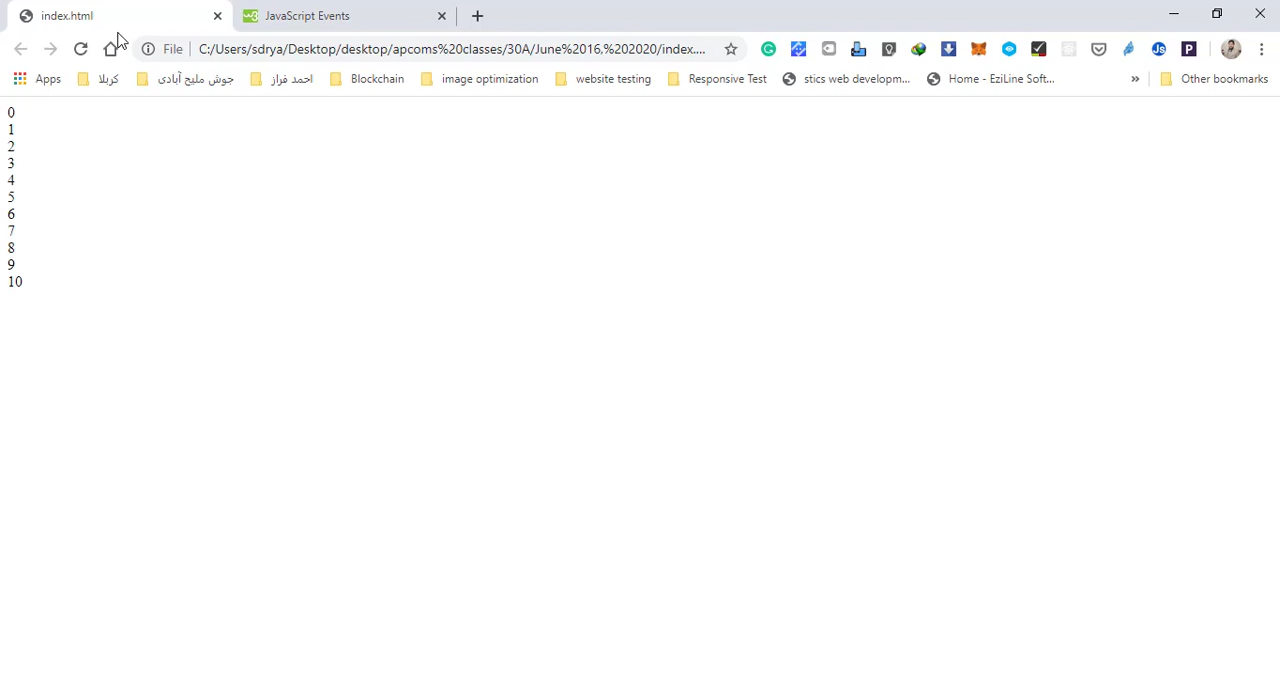 index.html
JavaScript Events
File
C:/Users/sdrya/Desktop/desktop/apcoms%20classes/30A/June%2016,%202020/index....
Apps
کربلا
جوش ملیح آبادی
احمد فراز
Blockchain
image optimization
website testing
Responsive Test
stics web developm...
Home - EziLine Soft...
»
Other bookmarks
0
1
2
3
4
5
6
7
8
9
10